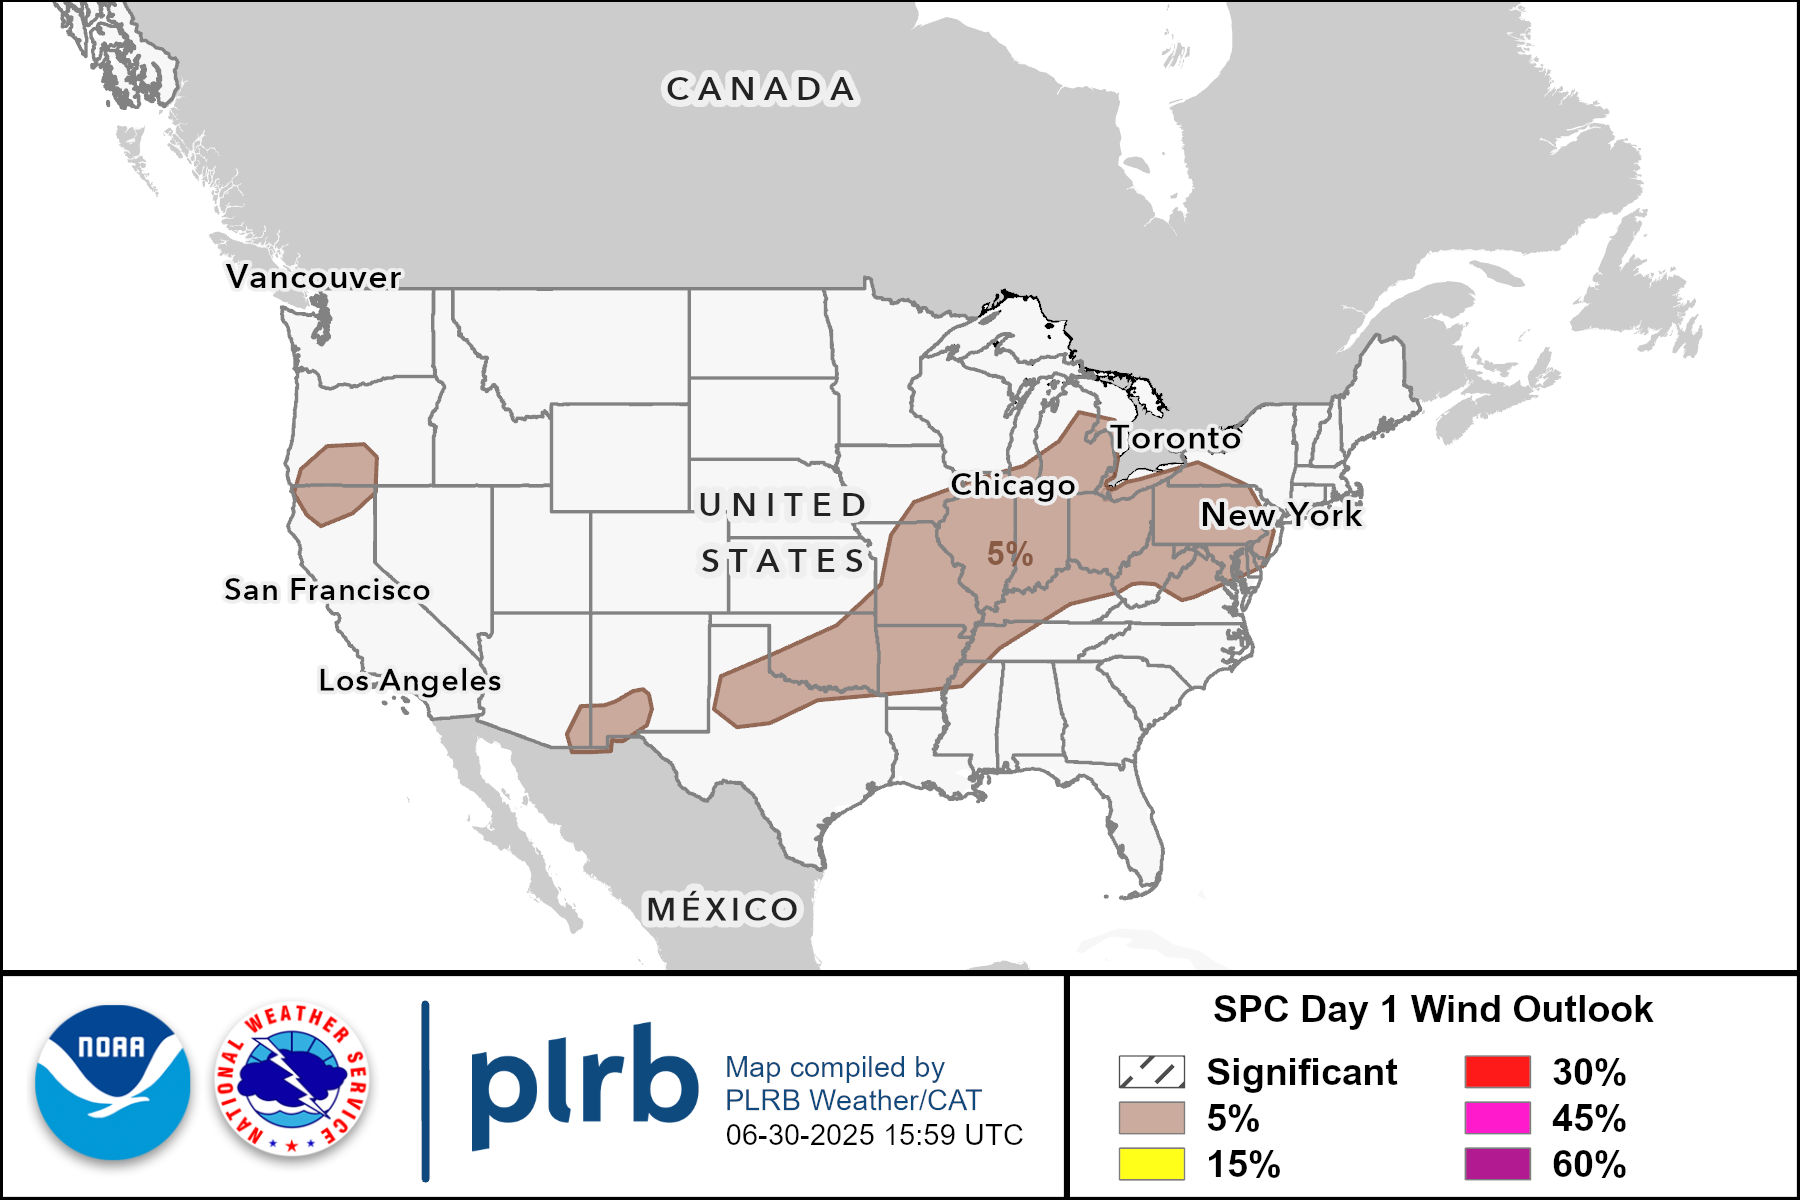 CANADA
Vancouver
Toronto
Chicago
UNITED
New York
5%
STATES
San Francisco
Los Angeles
MÉXICO
NOAA
NATIONAL WEATHER SERVICE
plrb
Map compiled by
PLRB Weather/CAT
06-30-2025 15:59 UTC
SPC Day 1 Wind Outlook
Significant
5%
15%
30%
45%
60%